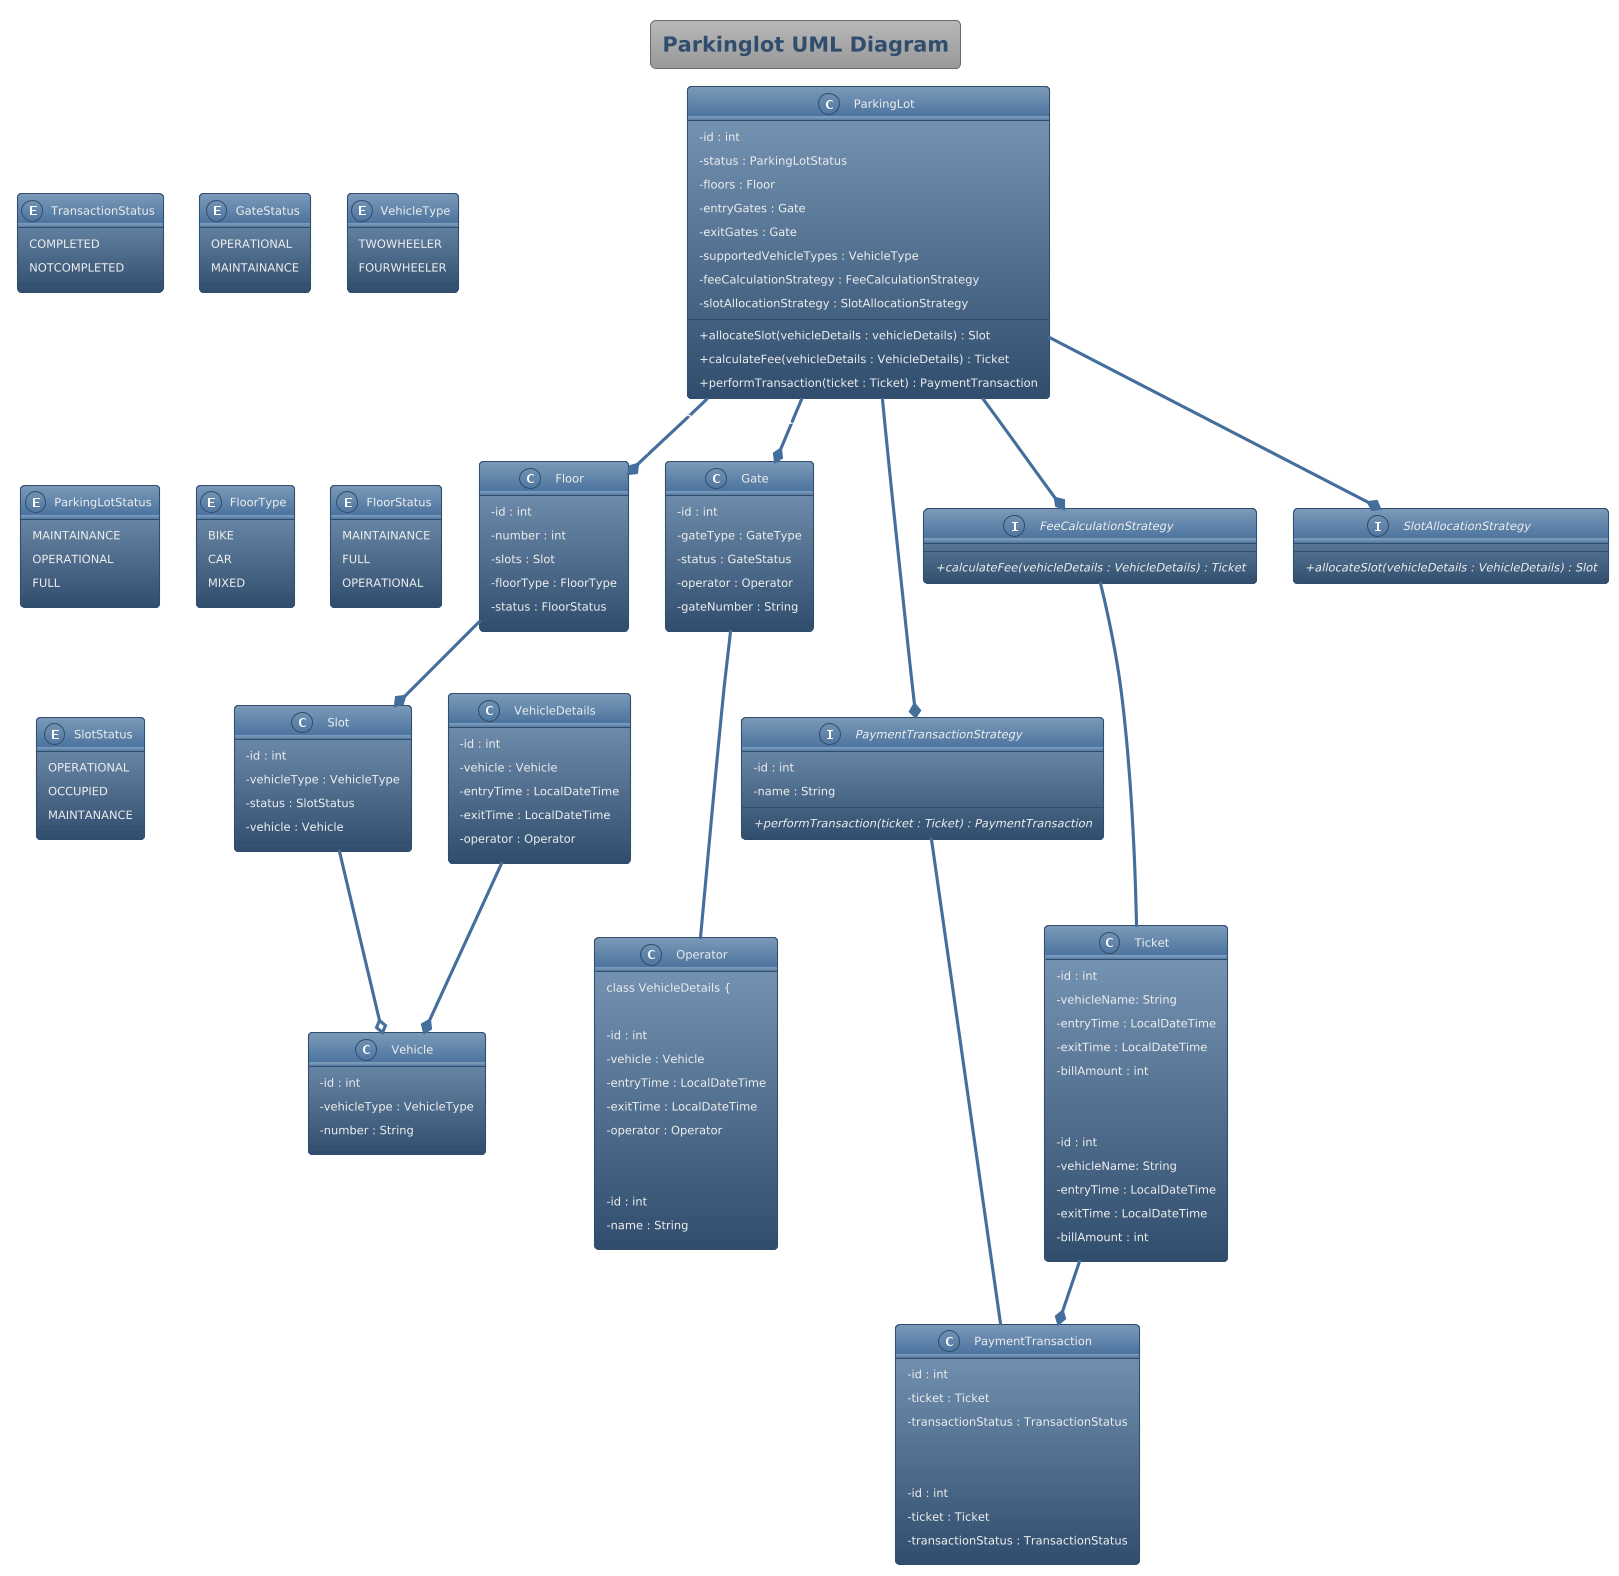 Parkinglot UML Diagram
C ParkingLot
-id : int
-status : ParkingLotStatus
-floors : Floor
-entryGates : Gate
-exitGates : Gate
-supportedVehicleTypes : VehicleType
-feeCalculationStrategy : FeeCalculationStrategy
-slotAllocationStrategy : SlotAllocationStrategy
+allocateSlot(vehicleDetails : vehicleDetails) : Slot
+calculateFee(vehicleDetails : VehicleDetails) : Ticket
+performTransaction(ticket : Ticket) : PaymentTransaction
E TransactionStatus
COMPLETED
NOTCOMPLETED
E GateStatus
OPERATIONAL
MAINTAINANCE
E VehicleType
TWOWHEELER
FOURWHEELER
E ParkingLotStatus
MAINTAINANCE
OPERATIONAL
FULL
E FloorType
BIKE
CAR
MIXED
E FloorStatus
MAINTAINANCE
FULL
OPERATIONAL
C Floor
-id : int
-number : int
-slots : Slot
-floorType : FloorType
-status : FloorStatus
C Gate
-id : int
-gateType : GateType
-status : GateStatus
-operator : Operator
-gateNumber : String
I FeeCalculationStrategy
+calculateFee(vehicleDetails : VehicleDetails) : Ticket
I SlotAllocationStrategy
+allocateSlot(vehicleDetails : VehicleDetails) : Slot
E SlotStatus
OPERATIONAL
OCCUPIED
MAINTANANCE
C Slot
-id : int
-vehicleType : VehicleType
-status : SlotStatus
-vehicle : Vehicle
C VehicleDetails
-id : int
-vehicle : Vehicle
-entryTime : LocalDateTime
-exitTime : LocalDateTime
-operator : Operator
I PaymentTransactionStrategy
-id : int
-name : String
+performTransaction(ticket : Ticket) : PaymentTransaction
C Vehicle
-id : int
-vehicleType : VehicleType
-number : String
C Operator
class VehicleDetails {
-id : int
-vehicle : Vehicle
-entryTime : LocalDateTime
-exitTime : LocalDateTime
-operator : Operator
-id : int
-name : String
C Ticket
-id : int
-vehicleName: String
-entryTime : LocalDateTime
-exitTime : LocalDateTime
-billAmount : int
-id : int
-vehicleName: String
-entryTime : LocalDateTime
-exitTime : LocalDateTime
-billAmount : int
C PaymentTransaction
-id : int
-ticket : Ticket
-transactionStatus : TransactionStatus
-id : int
-ticket : Ticket
-transactionStatus : TransactionStatus